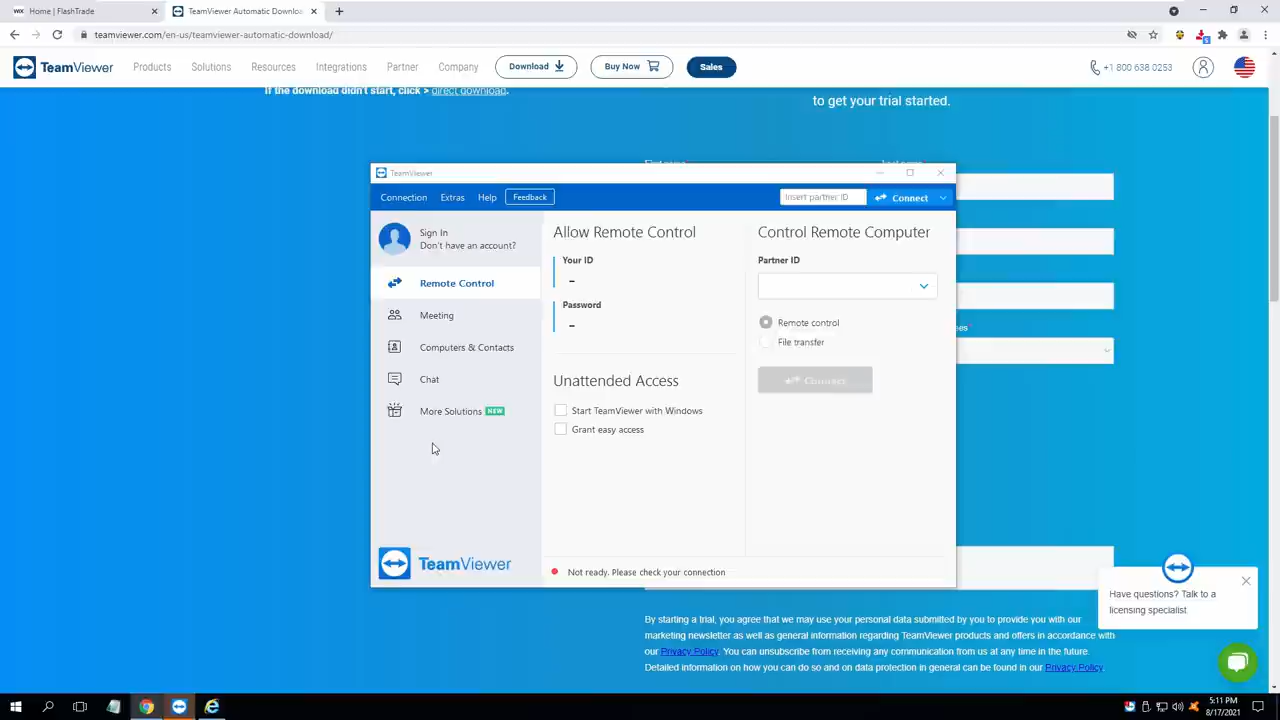 Home | FlashTrade
TeamViewer Automatic Downloa
teamviewer.com/en-us/teamviewer-automatic-download/
TeamViewer
Products
Solutions
Resources
Integrations
Partner
Company
Download
Buy Now
Sales
+1 800 638 0253
If the download didn't start, click > direct download.
to get your trial started.
First name
Last name
TeamViewer
Connection
Extras
Help
Feedback
Insert partner ID
Connect
Sign In
Don't have an account?
Remote Control
Meeting
Computers & Contacts
Chat
More Solutions NEW
Allow Remote Control
Your ID
–
Password
–
Unattended Access
Start TeamViewer with Windows
Grant easy access
Control Remote Computer
Partner ID
Remote control
File transfer
Connect
TeamViewer
Not ready. Please check your connection
Have questions? Talk to a
licensing specialist
By starting a trial, you agree that we may use your personal data submitted by you to provide you with our
marketing newsletter as well as general information regarding TeamViewer products and offers in accordance with
our Privacy Policy. You can unsubscribe from receiving any communication from us at any time in the future.
Detailed information on how you can do so and on data protection in general can be found in our Privacy Policy.
5:11 PM
8/17/2021